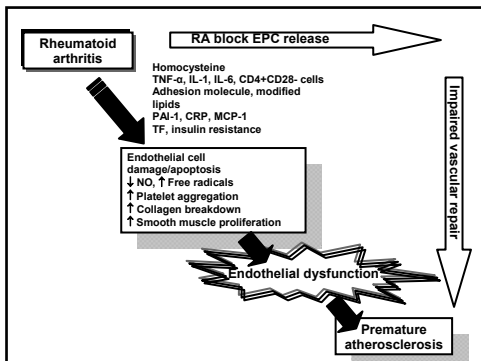 Rheumatoid
arthritis
RA block EPC release
Homocysteine
TNF-α, IL-1, IL-6, CD4+CD28- cells
Adhesion molecule, modified
lipids
PAI-1, CRP, MCP-1
TF, insulin resistance
Impaired vascular repair
Endothelial cell
damage/apoptosis
↓ NO, ↑ Free radicals
↑ Platelet aggregation
↑ Collagen breakdown
↑ Smooth muscle proliferation
Endothelial dysfunction
Premature
atherosclerosis